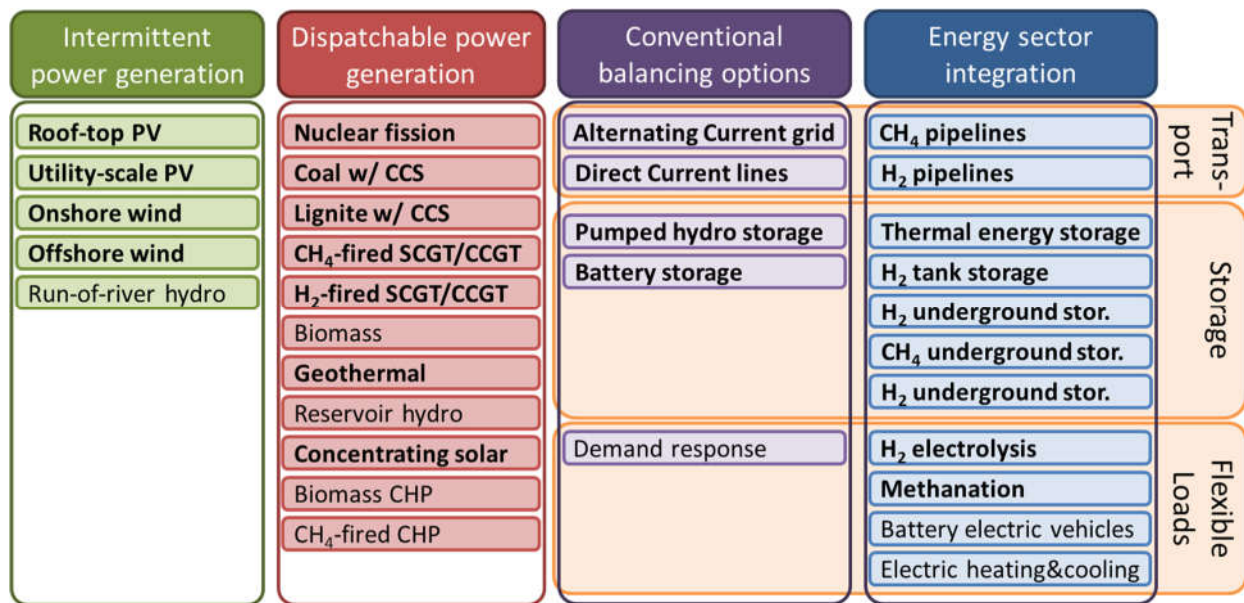 Intermittent
power generation
Roof-top PV
Utility-scale PV
Onshore wind
Offshore wind
Run-of-river hydro
Dispatchable power
generation
Nuclear fission
Coal w/ CCS
Lignite w/ CCS
CH₄-fired SCGT/CCGT
H₂-fired SCGT/CCGT
Biomass
Geothermal
Reservoir hydro
Concentrating solar
Biomass CHP
CH₄-fired CHP
Conventional
balancing options
Alternating Current grid
Direct Current lines
Pumped hydro storage
Battery storage
Demand response
Energy sector
integration
CH₄ pipelines
H₂ pipelines
Thermal energy storage
H₂ tank storage
H₂ underground stor.
CH₄ underground stor.
H₂ underground stor.
H₂ electrolysis
Methanation
Battery electric vehicles
Electric heating&cooling
Trans-
port
Storage
Flexible
Loads